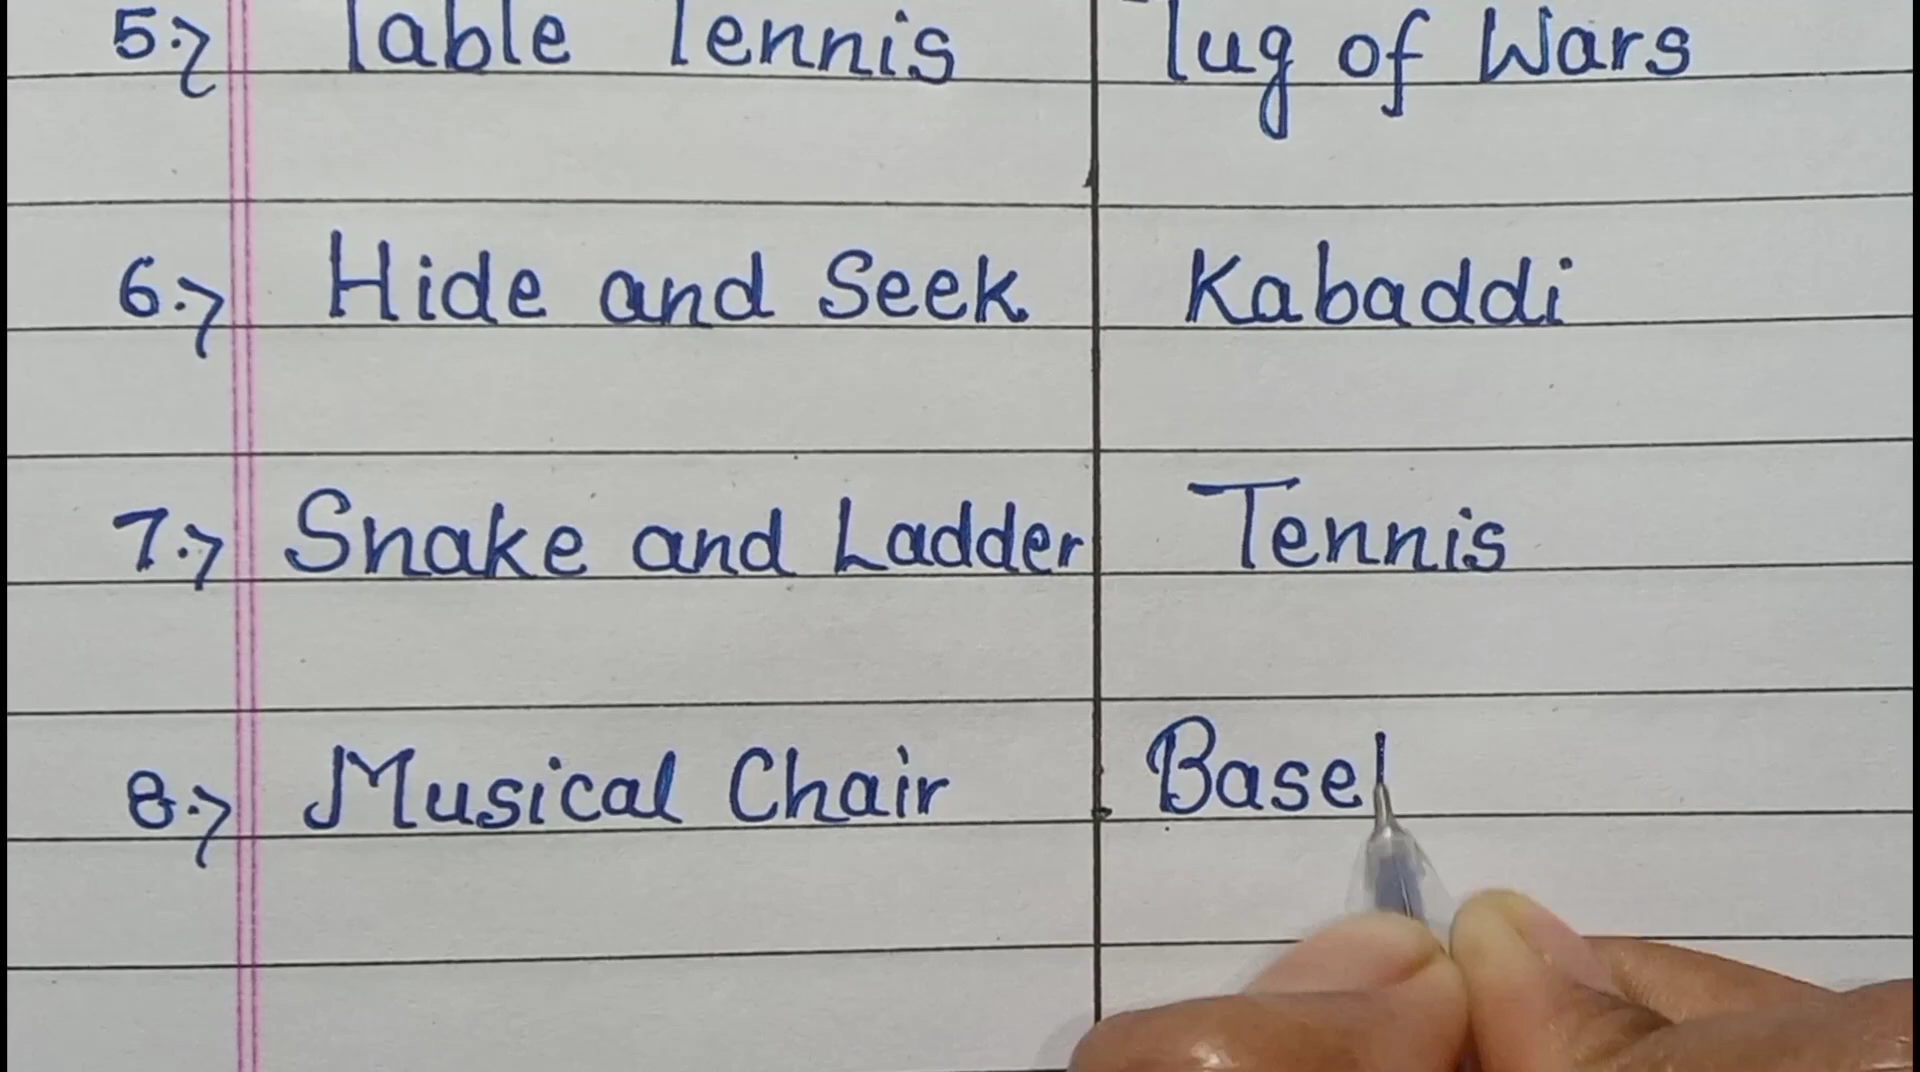 5.) Table Tennis Tug of Wars
6.) Hide and Seek Kabaddi
7.) Snake and Ladder Tennis
8.) Musical Chair Base